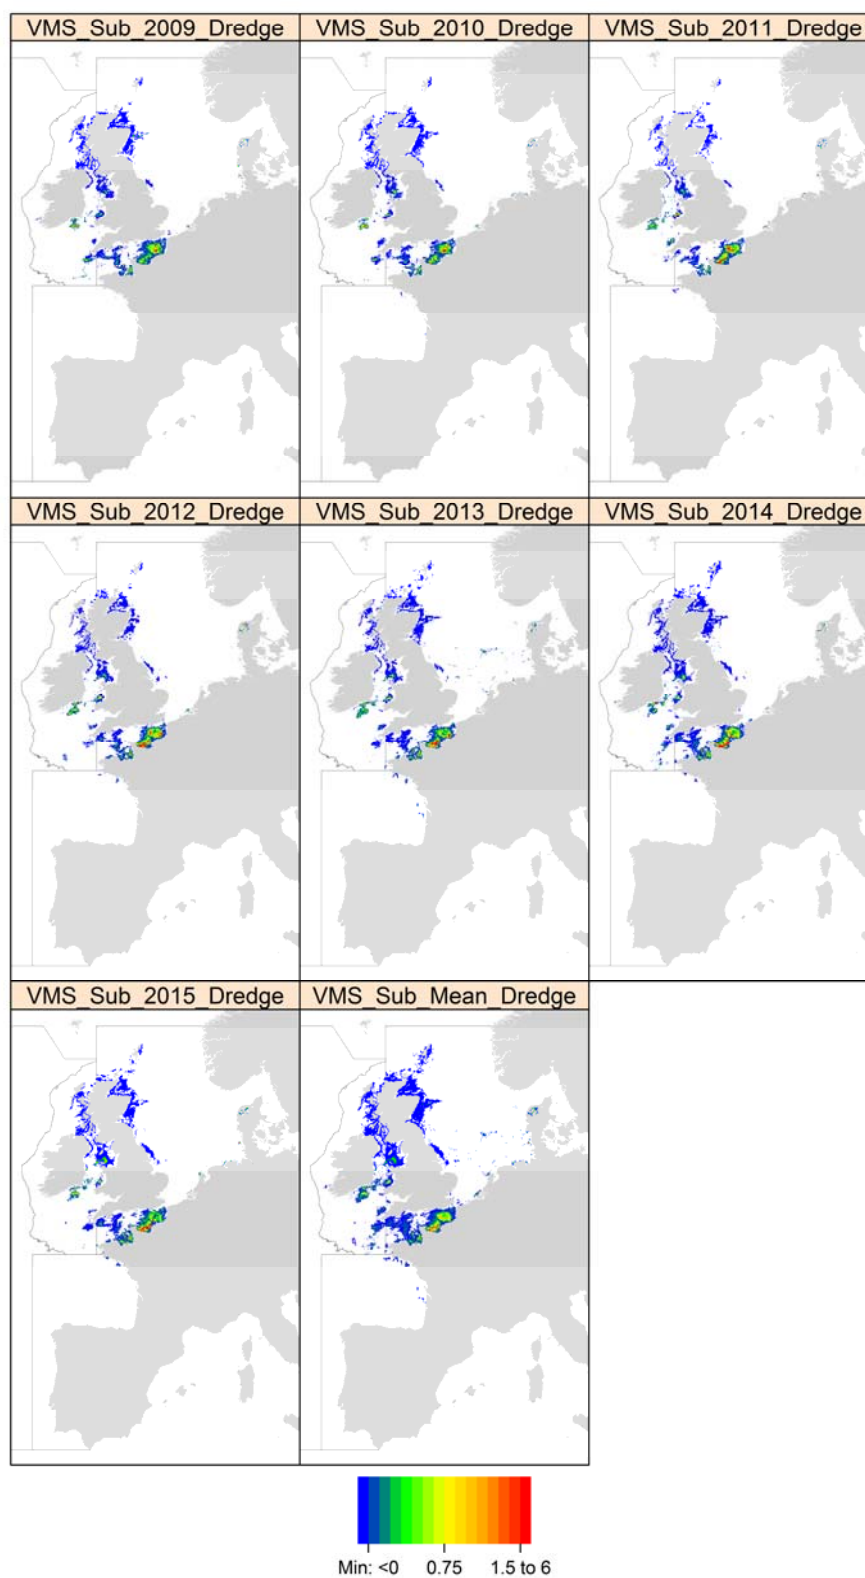 VMS_Sub_2009_Dredge VMS_Sub_2010_Dredge VMS_Sub_2011_Dredge
VMS_Sub_2012_Dredge VMS_Sub_2013_Dredge VMS_Sub_2014_Dredge
VMS_Sub_2015_Dredge VMS_Sub_Mean_Dredge
Min: <0 0.75 1.5 to 6